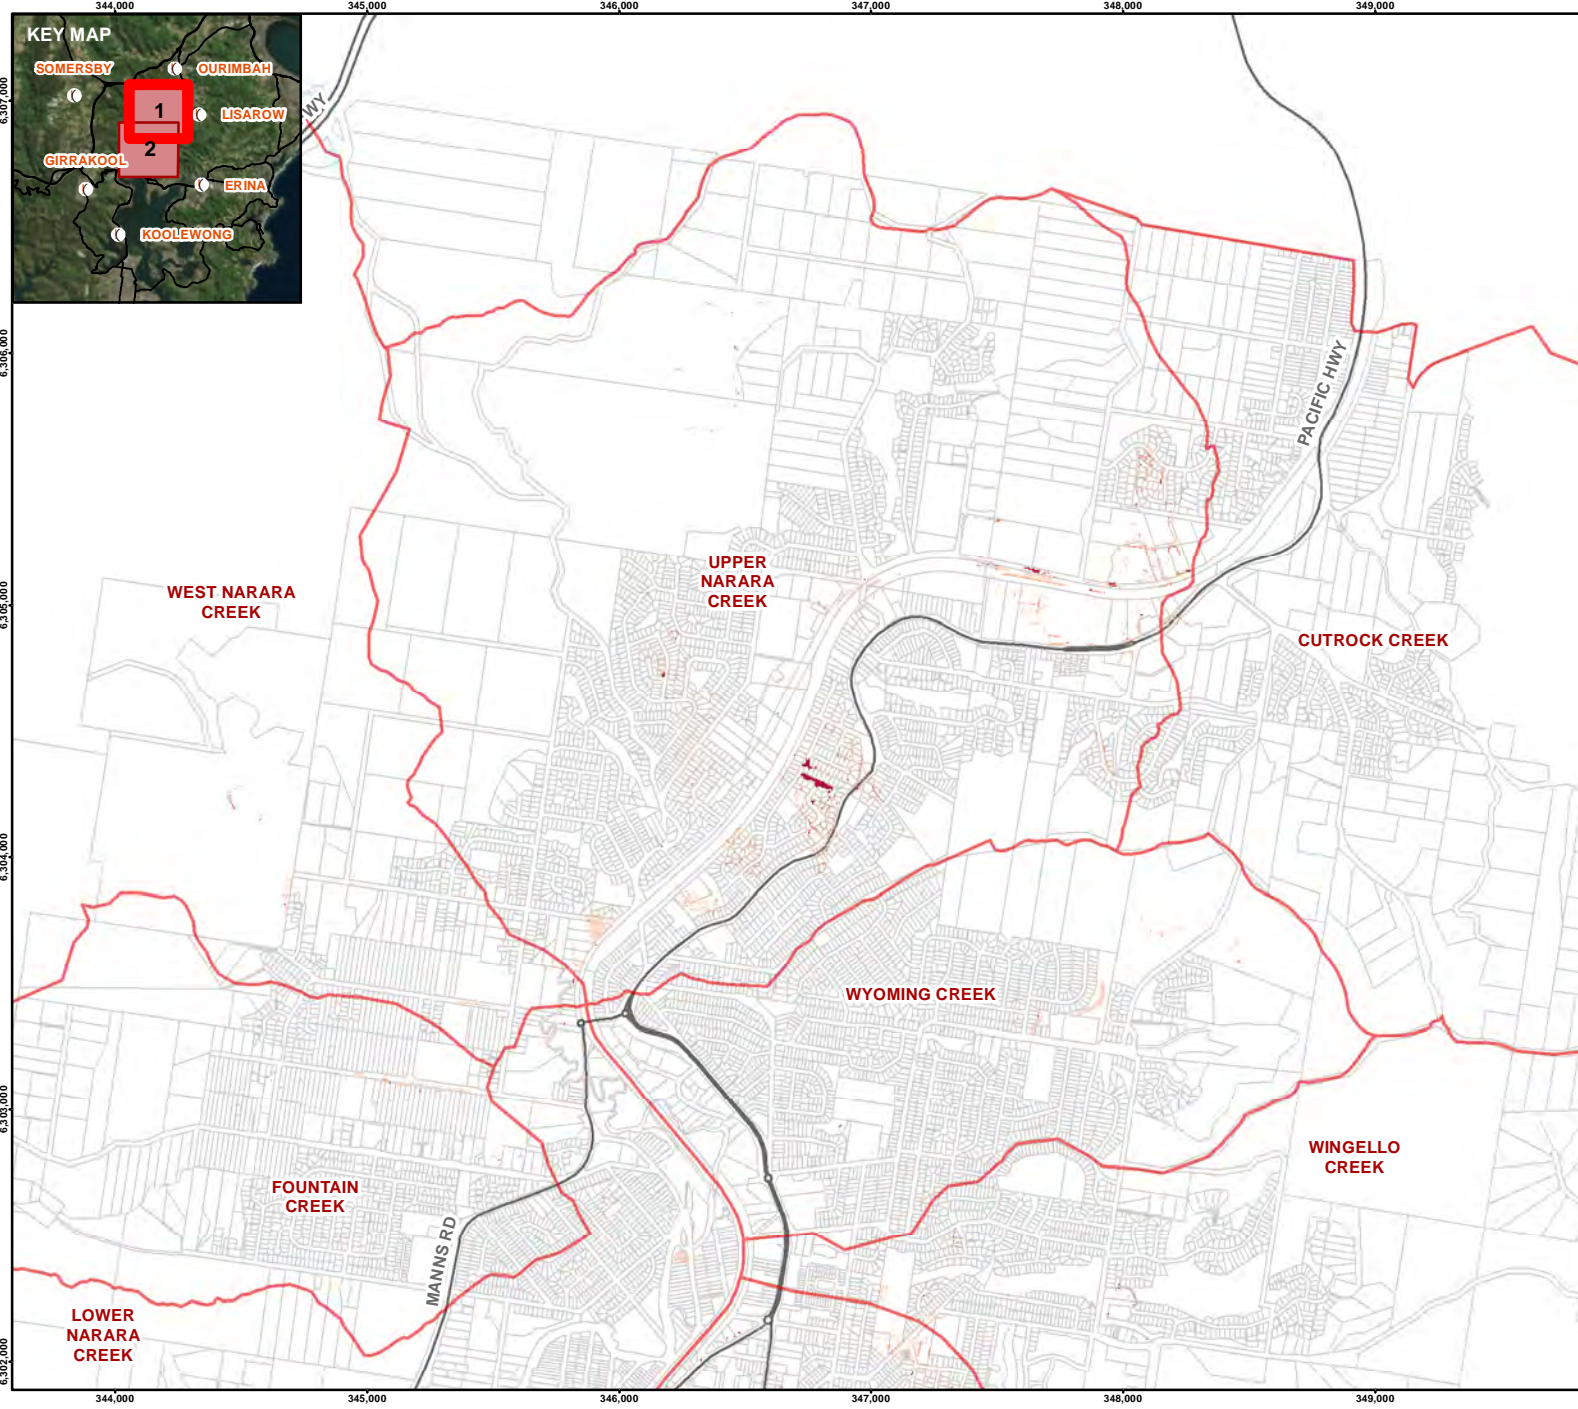 344,000
345,000
346,000
347,000
348,000
349,000
KEY MAP
SOMERSBY
OURIMBAH
1
LISAROW
2
GIRRAKOOL
ERINA
KOOLEWONG
WY
6,307,000
6,306,000
6,305,000
6,304,000
6,303,000
6,302,000
PACIFIC HWY
UPPER
NARARA
CREEK
WEST NARARA
CREEK
CUTROCK CREEK
WYOMING CREEK
WINGELLO
CREEK
FOUNTAIN
CREEK
MANNS RD
LOWER
NARARA
CREEK
344,000
345,000
346,000
347,000
348,000
349,000